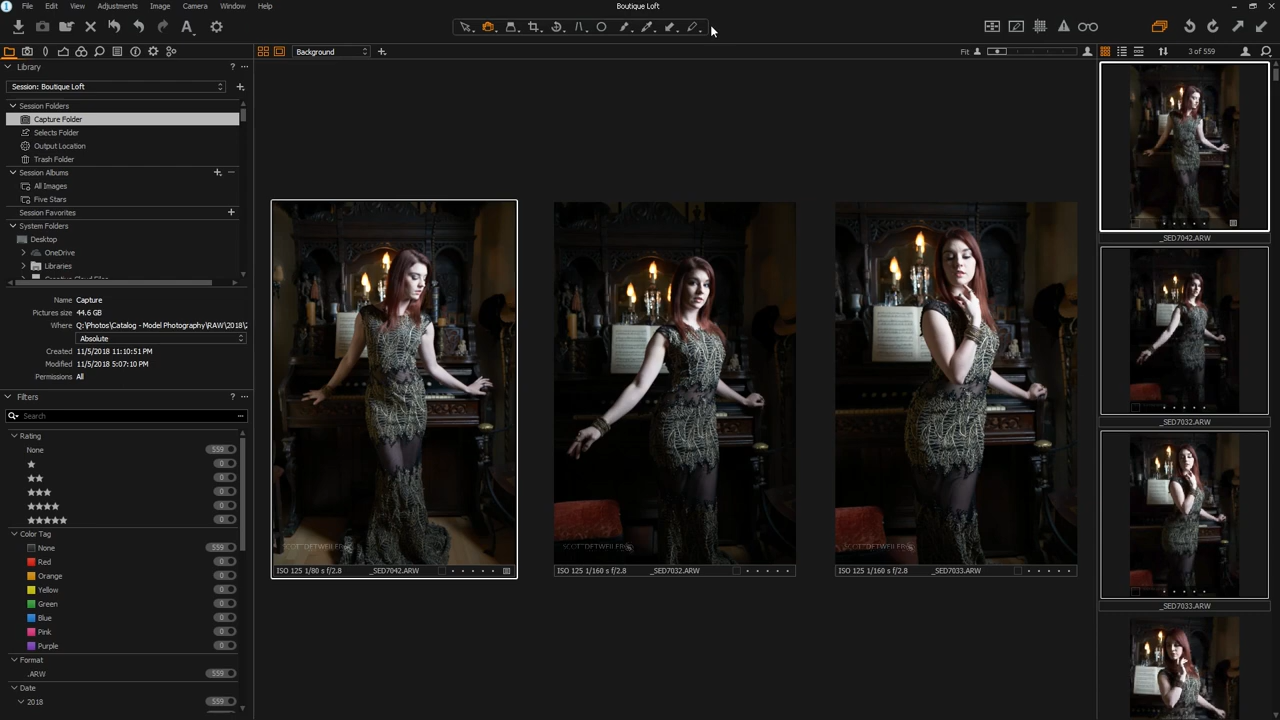 File Edit View Adjustments Image Camera Window Help
Boutique Loft
Background
Fit
3 of 559
Library ? ...
Session: Boutique Loft
Session Folders
Capture Folder
Selects Folder
Output Location
Trash Folder
Session Albums
All Images
Five Stars
Session Favorites
System Folders
Desktop
OneDrive
Libraries
Name Capture
Pictures size 44.6 GB
Where Q:\Photos\Catalog - Model Photography\RAW\2018\2
Absolute
Created 11/5/2018 11:10:51 PM
Modified 11/5/2018 5:07:10 PM
Permissions All
Filters ? ...
Search
Rating
None 559
0
0
0
0
0
Color Tag
None 559
Red 0
Orange 0
Yellow 0
Green 0
Blue 0
Pink 0
Purple 0
Format
.ARW 559
Date
2018 559
ISO 125 1/80 s f/2.8 _SED7042.ARW
ISO 125 1/160 s f/2.8 _SED7032.ARW
ISO 125 1/160 s f/2.8 _SED7033.ARW
_SED7042.ARW
_SED7032.ARW
_SED7033.ARW